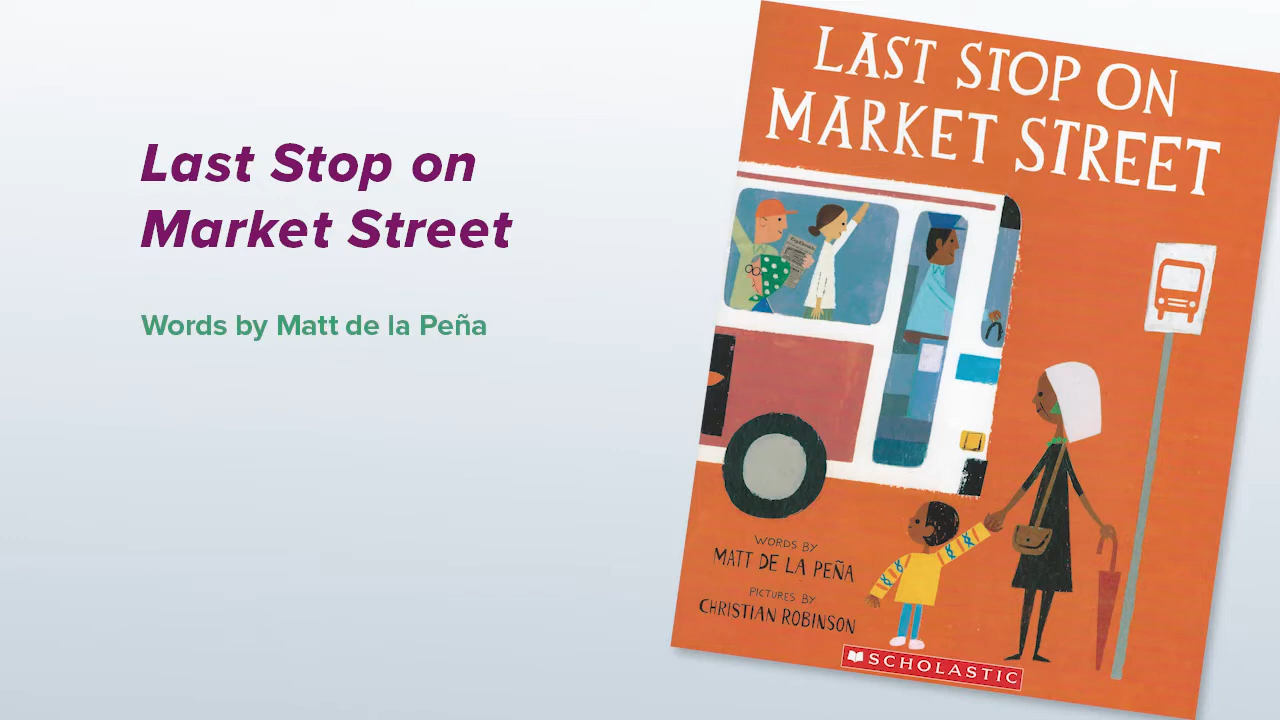 Last Stop on
Market Street
Words by Matt de la Peña
LAST STOP ON
MARKET STREET
WORDS BY
MATT DE LA PEÑA
PICTURES BY
CHRISTIAN ROBINSON
SCHOLASTIC